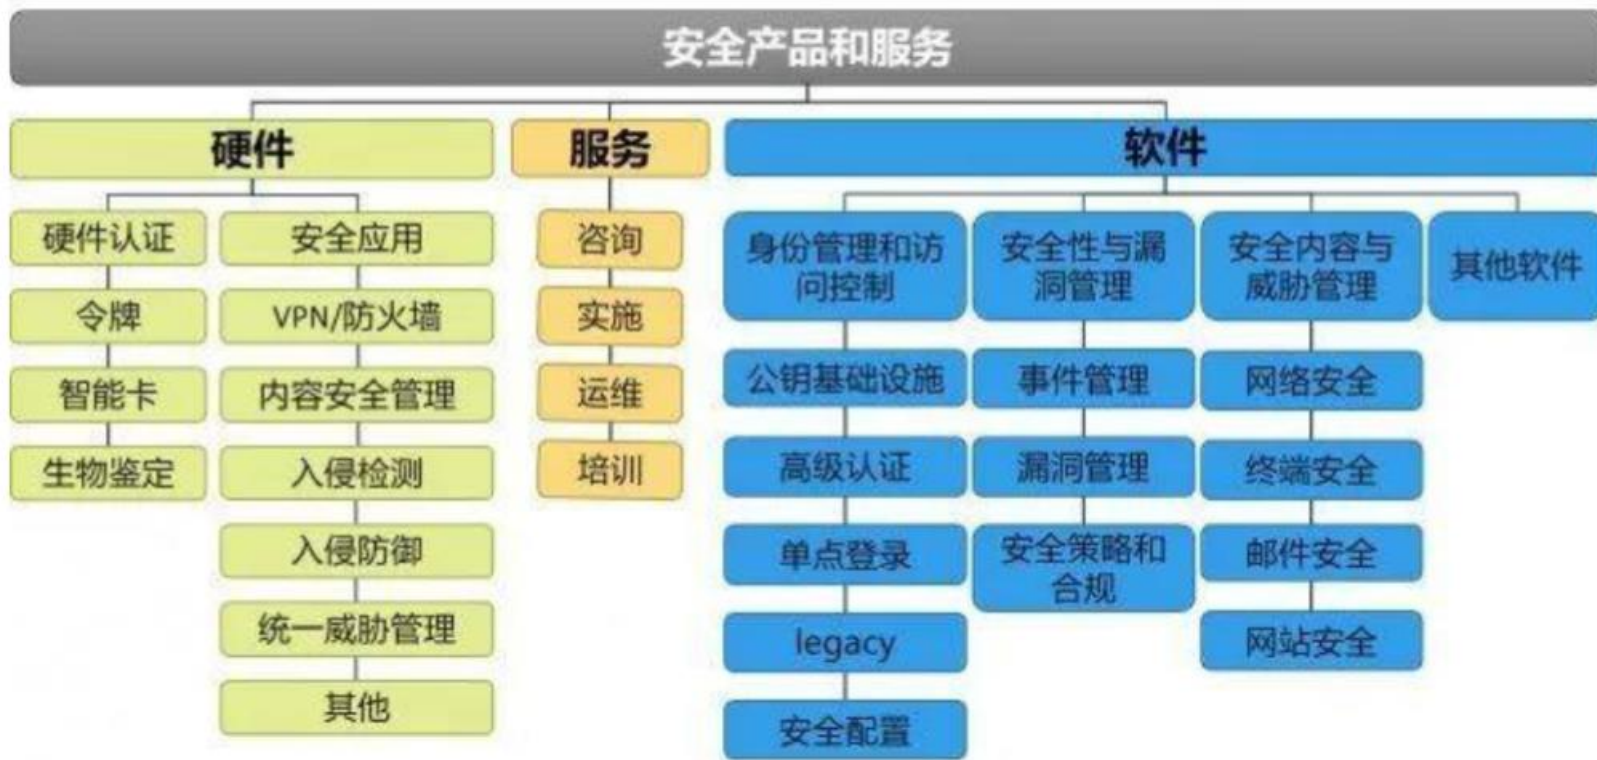 安全产品和服务
硬件
服务
软件
硬件认证
令牌
智能卡
生物鉴定
安全应用
VPN/防火墙
内容安全管理
入侵检测
入侵防御
统一威胁管理
其他
咨询
实施
运维
培训
身份管理和访
问控制
公钥基础设施
高级认证
单点登录
legacy
安全配置
安全性与漏
洞管理
事件管理
漏洞管理
安全策略和
合规
安全内容与
威胁管理
网络安全
终端安全
邮件安全
网站安全
其他软件